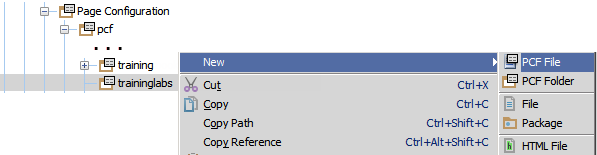 Page Configuration
pcf
...
training
traininglabs
New
Cut Ctrl+X
Copy Ctrl+C
Copy Path Ctrl+Shift+C
Copy Reference Ctrl+Alt+Shift+C
PCF File
PCF Folder
File
Package
HTML File